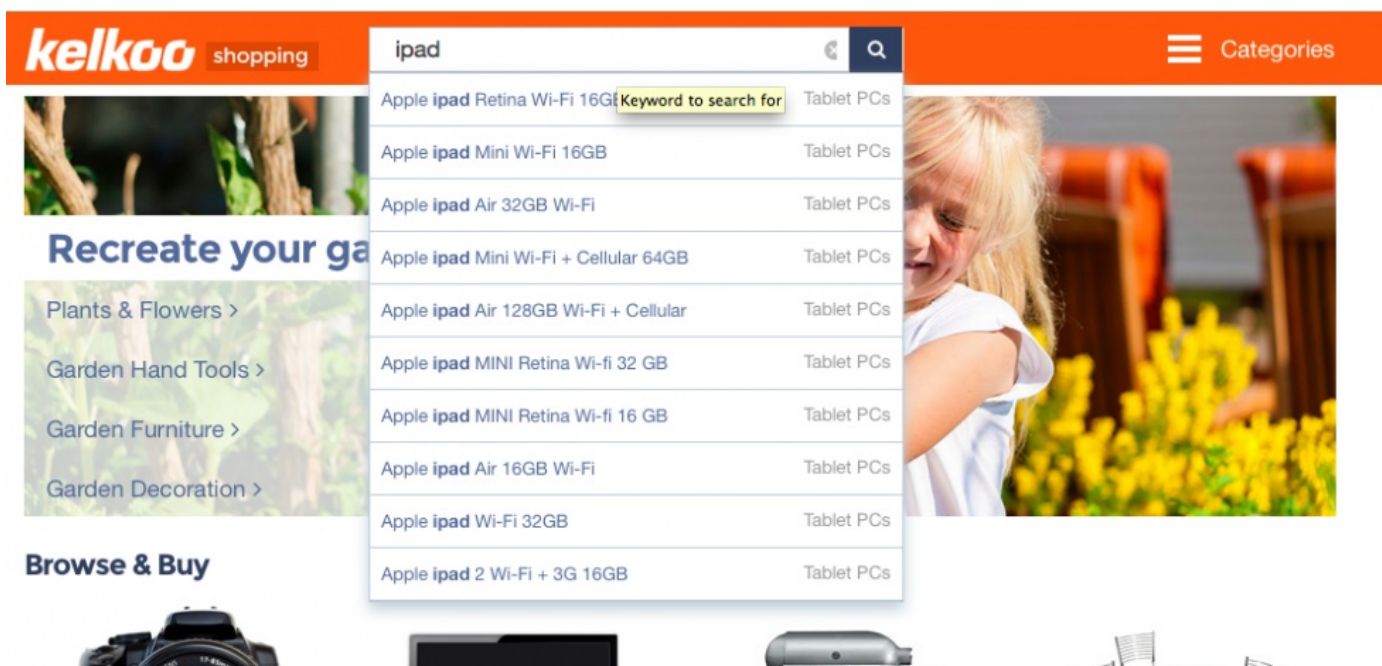 kelkoo shopping
ipad
Categories
Apple ipad Retina Wi-Fi 16G
Keyword to search for
Tablet PCs
Apple ipad Mini Wi-Fi 16GB
Tablet PCs
Apple ipad Air 32GB Wi-Fi
Tablet PCs
Apple ipad Mini Wi-Fi + Cellular 64GB
Tablet PCs
Apple ipad Air 128GB Wi-Fi + Cellular
Tablet PCs
Apple ipad MINI Retina Wi-fi 32 GB
Tablet PCs
Apple ipad MINI Retina Wi-fi 16 GB
Tablet PCs
Apple ipad Air 16GB Wi-Fi
Tablet PCs
Apple ipad Wi-Fi 32GB
Tablet PCs
Apple ipad 2 Wi-Fi + 3G 16GB
Tablet PCs
Recreate your ga
Plants & Flowers >
Garden Hand Tools >
Garden Furniture >
Garden Decoration >
Browse & Buy